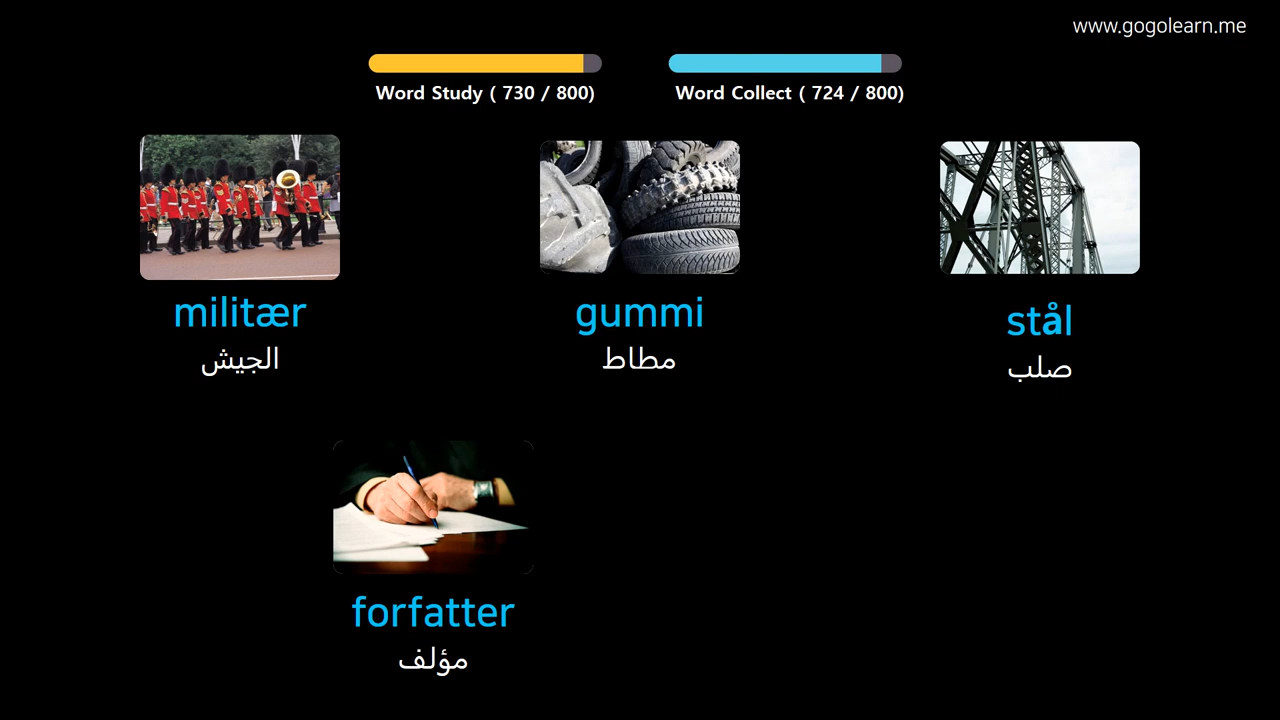 www.gogolearn.me
Word Study ( 730 / 800)
Word Collect ( 724 / 800)
militær
الجيش
gummi
مطاط
stål
صلب
forfatter
مؤلف